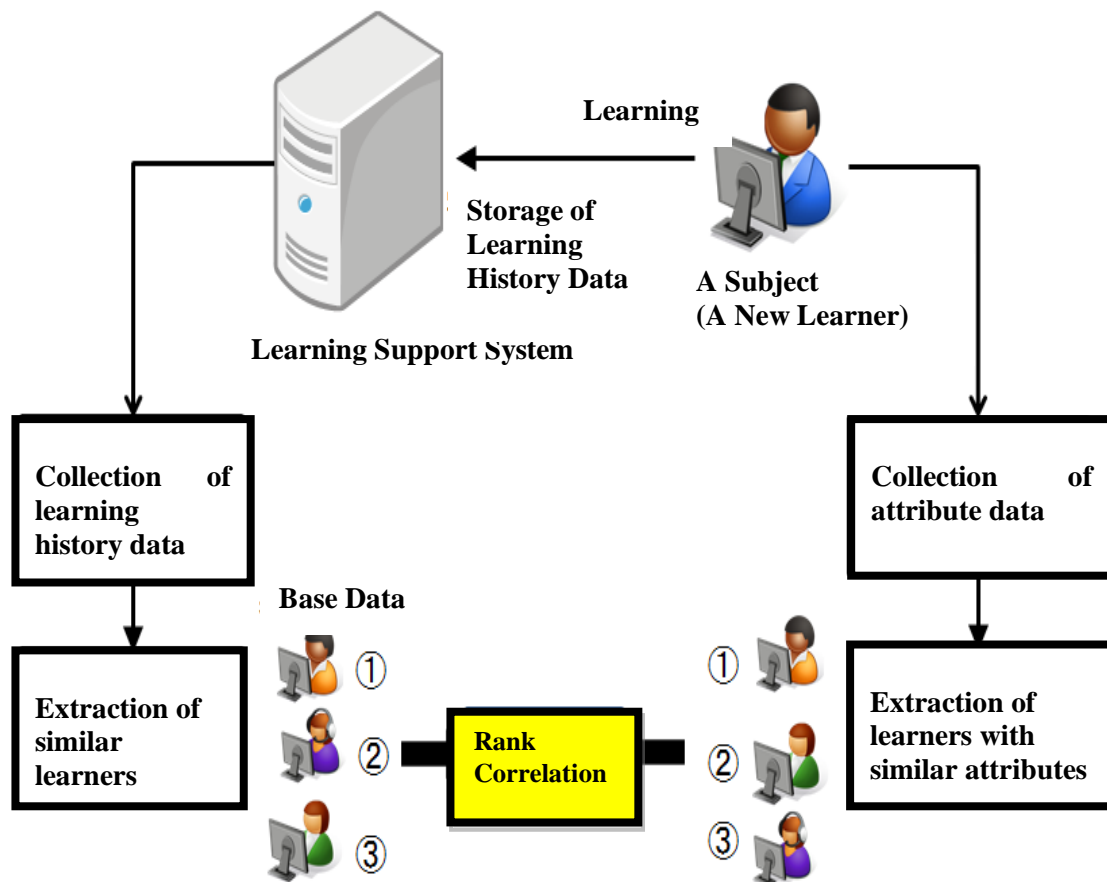 Learning
Storage of
Learning
History Data
A Subject
(A New Learner)
Learning Support System
Collection of
learning
history data
Collection of
attribute data
Base Data
①
②
③
①
②
③
Extraction of
similar
learners
Rank
Correlation
Extraction of
learners with
similar attributes